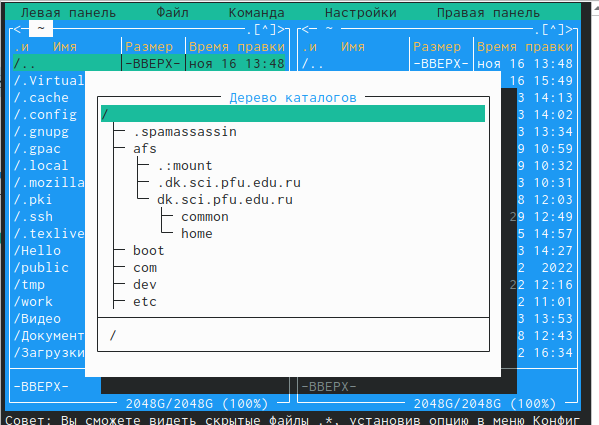 Левая панель Файл Команда Настройки Правая панель
<─ ~ .[^]> <─ ~ .[^]>
.и Имя Размер Время правки .и Имя Размер Время правки
/.. -ВВЕРХ- ноя 16 13:48 /.. -ВВЕРХ- ноя 16 13:48
/.Virtual 16 15:49
/.cache 3 14:13
/.config 3 14:02
/.gnupg 3 13:34
/.gpac 9 10:59
/.local 9 10:32
/.mozilla 3 10:31
/.pki 8 12:03
/.ssh 29 12:49
/.texlive 5 14:57
/Hello 3 14:27
/public 2 2022
/tmp 22 12:16
/work 2 11:01
/Видео 3 13:53
/Документ 8 12:43
/Загрузки 2 16:34
Дерево каталогов
/
.spamassassin
afs
.:mount
.dk.sci.pfu.edu.ru
dk.sci.pfu.edu.ru
common
home
boot
com
dev
etc
/
-ВВЕРХ- -ВВЕРХ-
2048G/2048G (100%) 2048G/2048G (100%)
Совет: Вы сможете видеть скрытые файлы .*, установив опцию в меню Конфиг